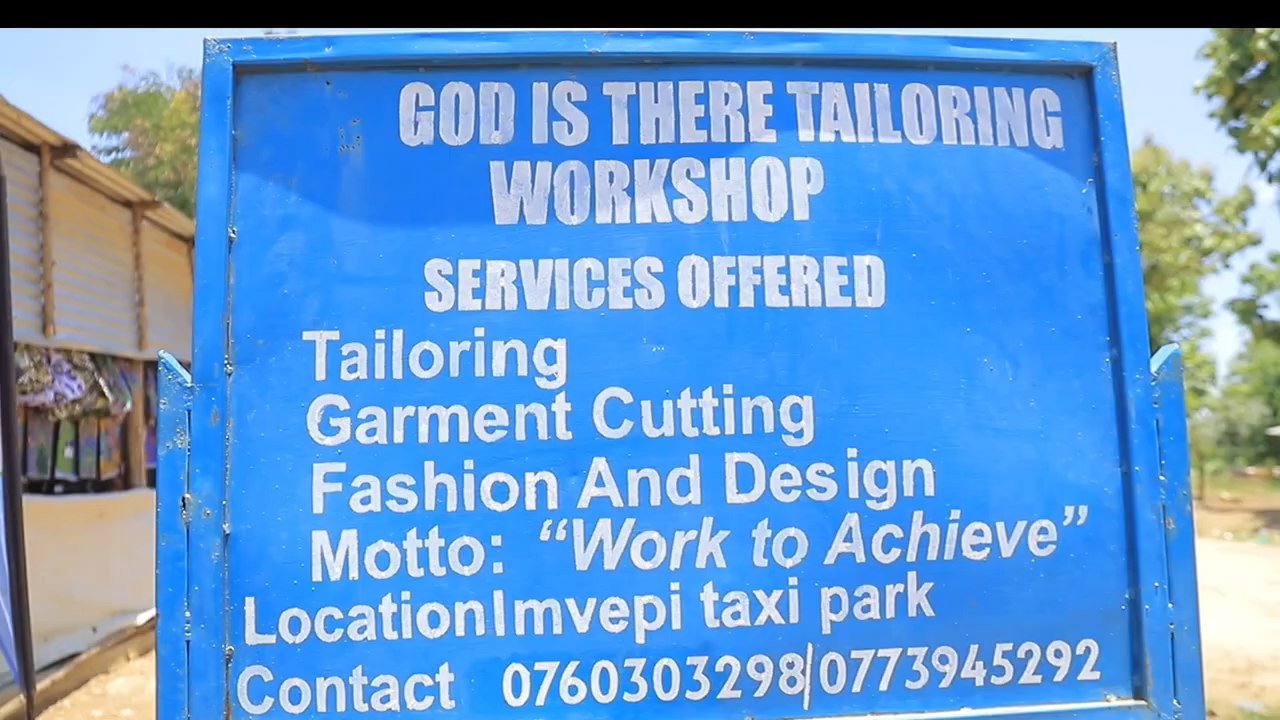 GOD IS THERE TAILORING
WORKSHOP
SERVICES OFFERED
Tailoring
Garment Cutting
Fashion And Design
Motto: “Work to Achieve”
LocationImvepi taxi park
Contact 0760303298|0773945292